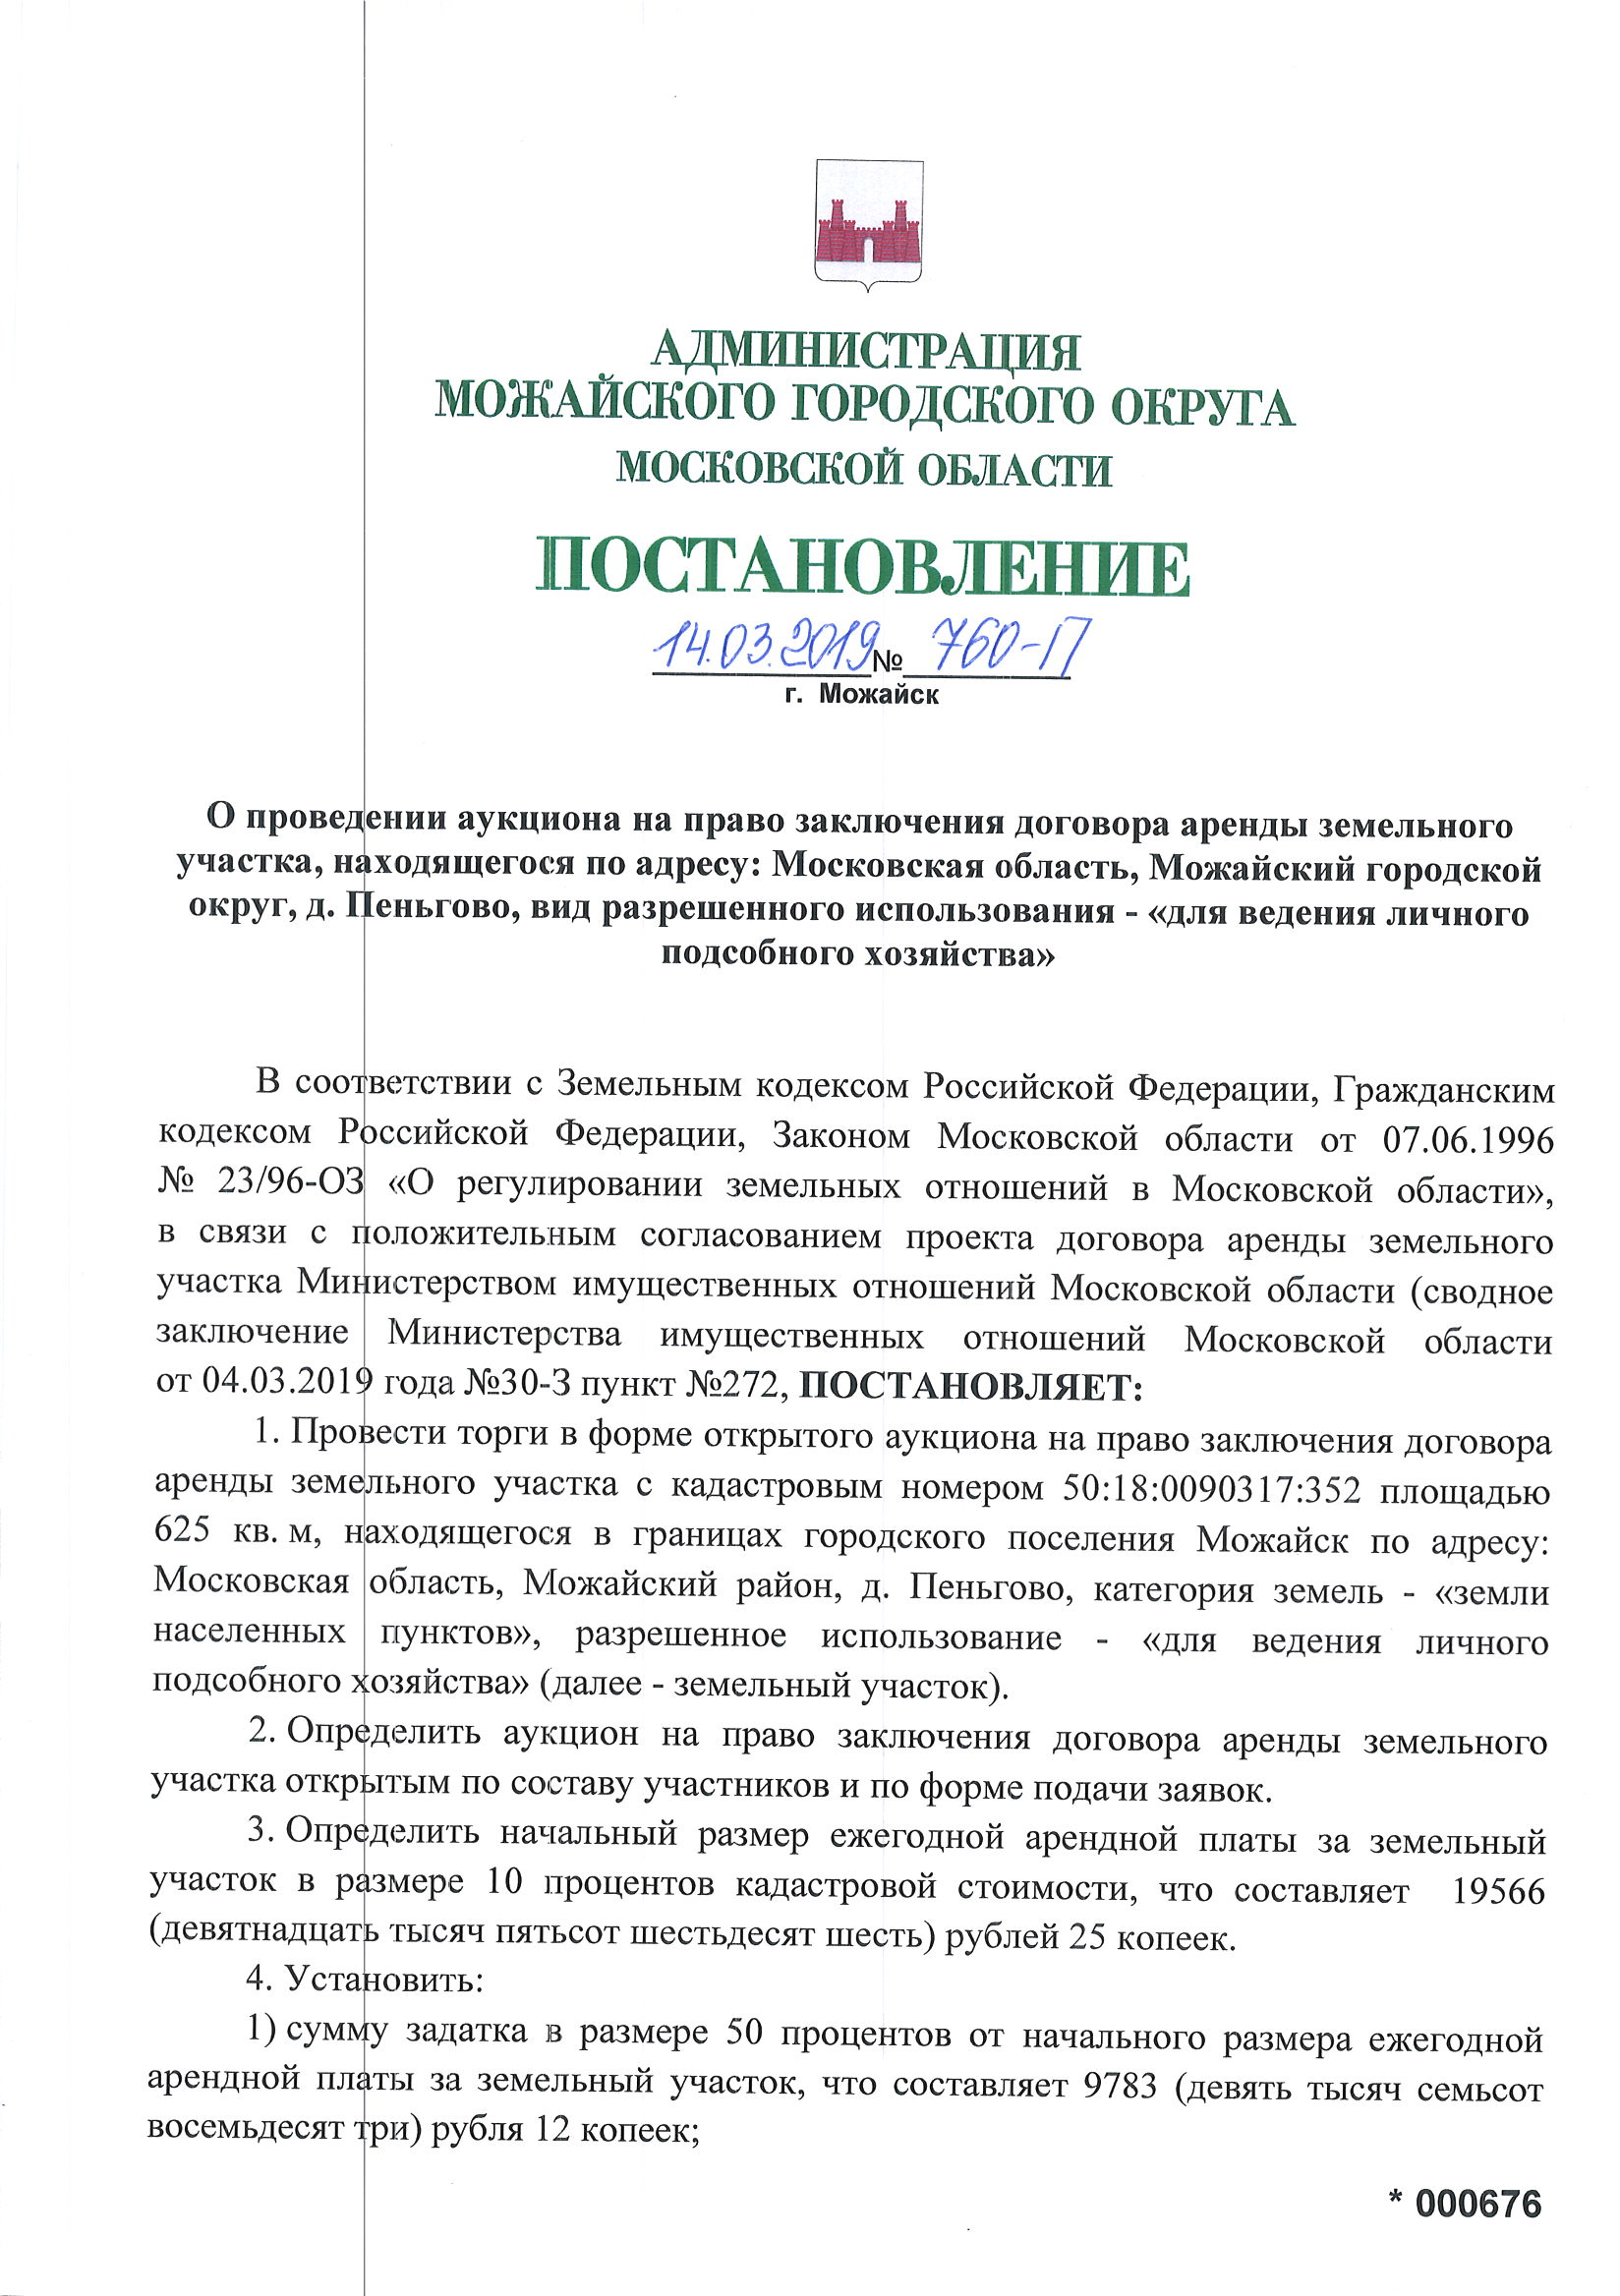 АДМИНИСТРАЦИЯ
МОЖАЙСКОГО ГОРОДСКОГО ОКРУГА
МОСКОВСКОЙ ОБЛАСТИ
ПОСТАНОВЛЕНИЕ
14.03.2019 № 760-П
г. Можайск
О проведении аукциона на право заключения договора аренды земельного
участка, находящегося по адресу: Московская область, Можайский городской
округ, д. Пеньгово, вид разрешенного использования - «для ведения личного
подсобного хозяйства»
В соответствии с Земельным кодексом Российской Федерации, Гражданским
кодексом Российской Федерации, Законом Московской области от 07.06.1996
№ 23/96-ОЗ «О регулировании земельных отношений в Московской области»,
в связи с положительным согласованием проекта договора аренды земельного
участка Министерством имущественных отношений Московской области (сводное
заключение Министерства имущественных отношений Московской области
от 04.03.2019 года №30-З пункт №272, ПОСТАНОВЛЯЕТ:
1. Провести торги в форме открытого аукциона на право заключения договора
аренды земельного участка с кадастровым номером 50:18:0090317:352 площадью
625 кв. м, находящегося в границах городского поселения Можайск по адресу:
Московская область, Можайский район, д. Пеньгово, категория земель - «земли
населенных пунктов», разрешенное использование - «для ведения личного
подсобного хозяйства» (далее - земельный участок).
2. Определить аукцион на право заключения договора аренды земельного
участка открытым по составу участников и по форме подачи заявок.
3. Определить начальный размер ежегодной арендной платы за земельный
участок в размере 10 процентов кадастровой стоимости, что составляет 19566
(девятнадцать тысяч пятьсот шестьдесят шесть) рублей 25 копеек.
4. Установить:
1) сумму задатка в размере 50 процентов от начального размера ежегодной
арендной платы за земельный участок, что составляет 9783 (девять тысяч семьсот
восемьдесят три) рубля 12 копеек;
* 000676